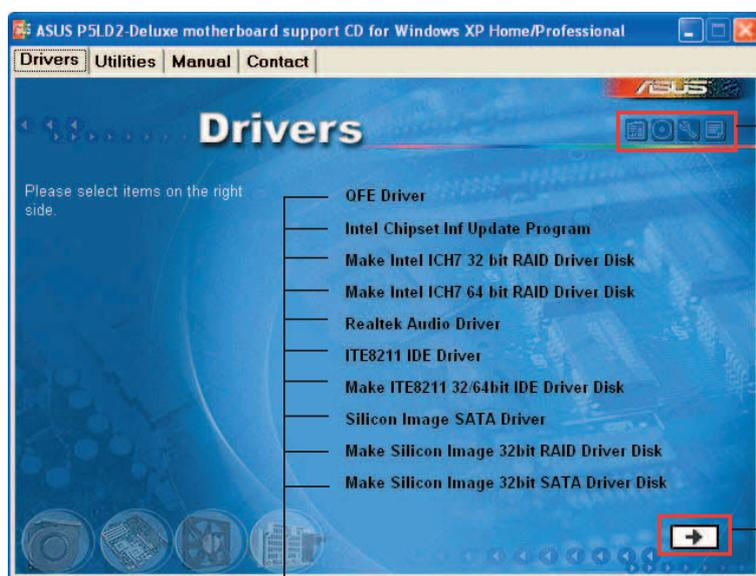 ASUS P5LD2-Deluxe motherboard support CD for Windows XP Home/Professional
Drivers Utilities Manual Contact
ASUS
Drivers
Please select items on the right
side.
QFE Driver
Intel Chipset Inf Update Program
Make Intel ICH7 32 bit RAID Driver Disk
Make Intel ICH7 64 bit RAID Driver Disk
Realtek Audio Driver
ITE8211 IDE Driver
Make ITE8211 32/64bit IDE Driver Disk
Silicon Image SATA Driver
Make Silicon Image 32bit RAID Driver Disk
Make Silicon Image 32bit SATA Driver Disk